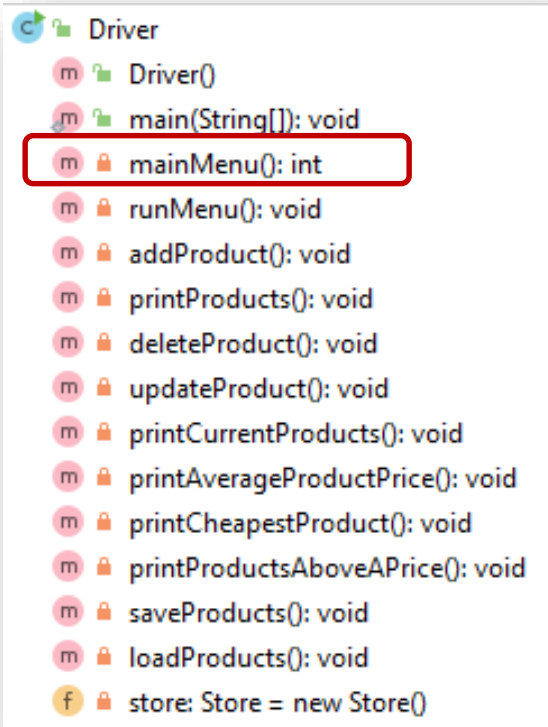 C Driver
m Driver()
m main(String[]): void
m mainMenu(): int
m runMenu(): void
m addProduct(): void
m printProducts(): void
m deleteProduct(): void
m updateProduct(): void
m printCurrentProducts(): void
m printAverageProductPrice(): void
m printCheapestProduct(): void
m printProductsAboveAPrice(): void
m saveProducts(): void
m loadProducts(): void
f store: Store = new Store()